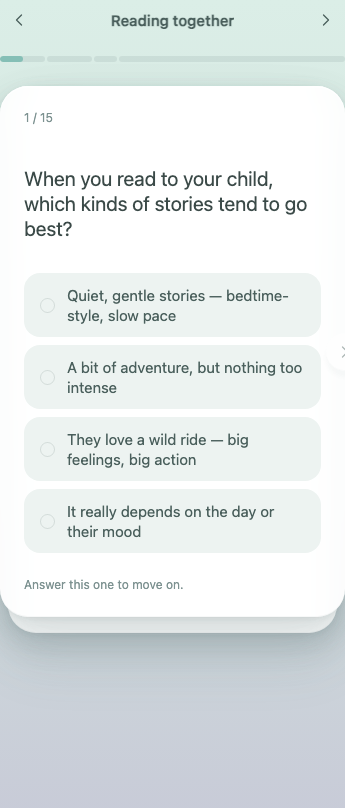 Reading together
1 / 15
When you read to your child,
which kinds of stories tend to go
best?
Quiet, gentle stories — bedtime-
style, slow pace
A bit of adventure, but nothing too
intense
They love a wild ride — big
feelings, big action
It really depends on the day or
their mood
Answer this one to move on.